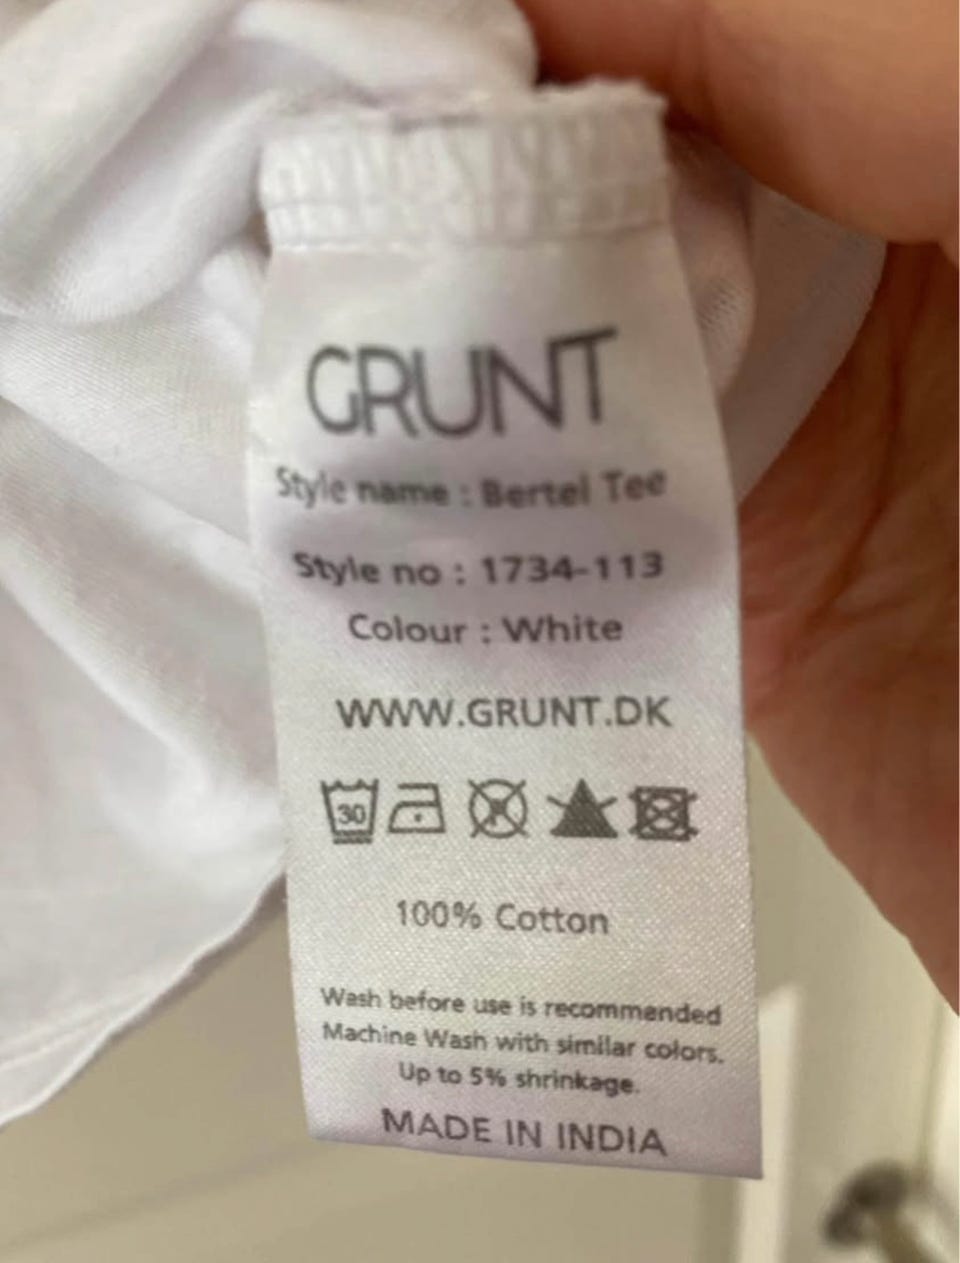 GRUNT
Style name : Bertel Tee
Style no : 1734-113
Colour : White
WWW.GRUNT.DK
30
100% Cotton
Wash before use is recommended
Machine Wash with similar colors.
Up to 5% shrinkage.
MADE IN INDIA